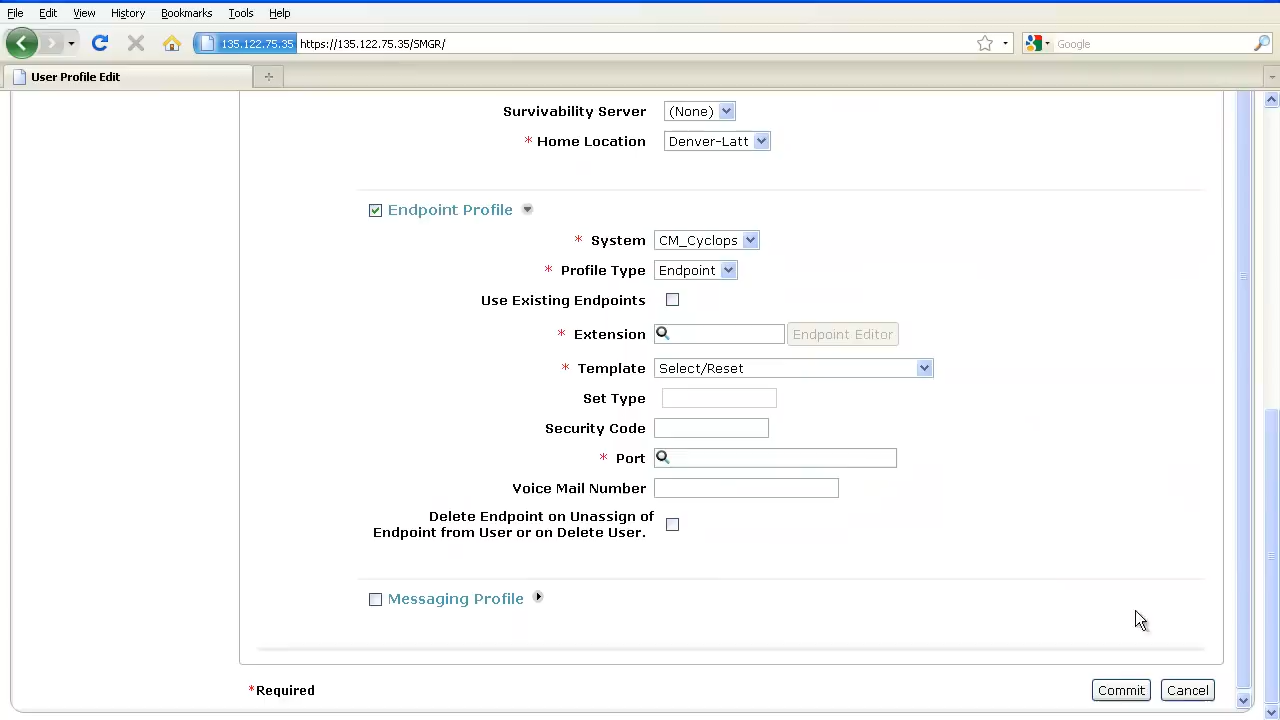 File Edit View History Bookmarks Tools Help
135.122.75.35 https://135.122.75.35/SMGR/ Google
User Profile Edit
Survivability Server (None)
* Home Location Denver-Latt
Endpoint Profile
* System CM_Cyclops
* Profile Type Endpoint
Use Existing Endpoints
* Extension Endpoint Editor
* Template Select/Reset
Set Type
Security Code
* Port
Voice Mail Number
Delete Endpoint on Unassign of
Endpoint from User or on Delete User.
Messaging Profile
*Required Commit Cancel